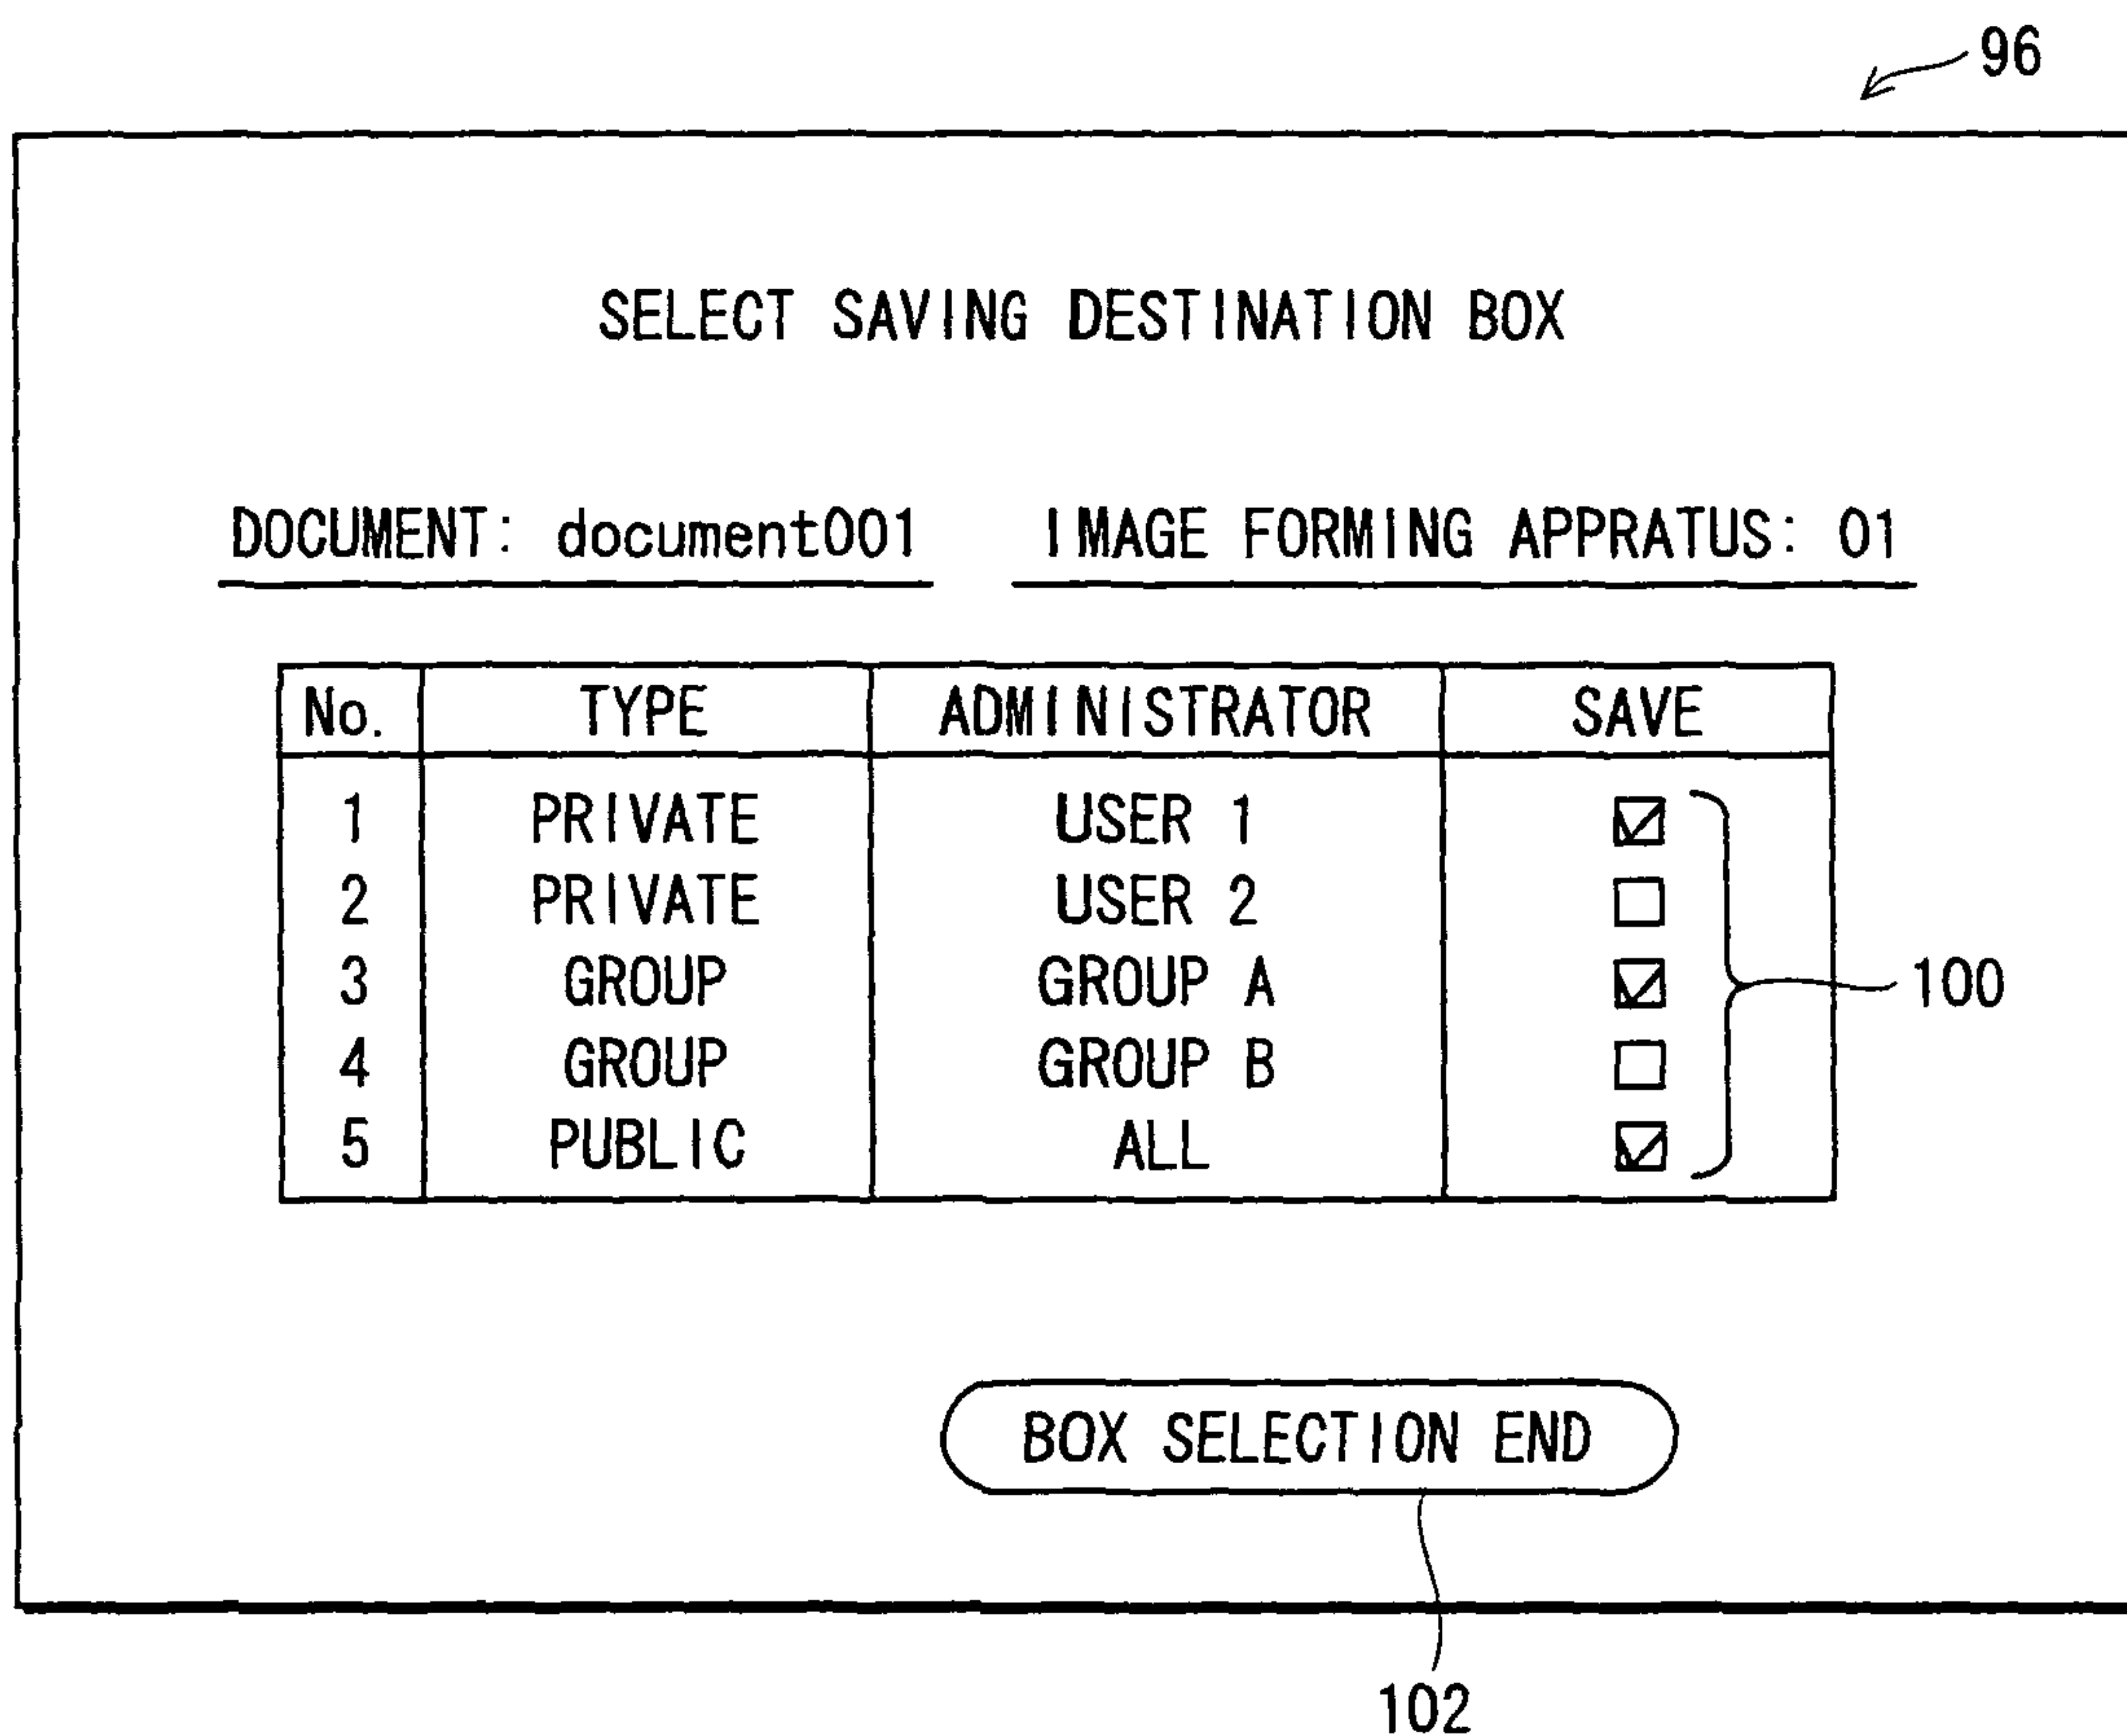 96
SELECT SAVING DESTINATION BOX
DOCUMENT: document001 IMAGE FORMING APPRATUS: 01
No. TYPE ADMINISTRATOR SAVE
1 PRIVATE USER 1
2 PRIVATE USER 2
3 GROUP GROUP A
100
4 GROUP GROUP B
5 PUBLIC ALL
BOX SELECTION END
102